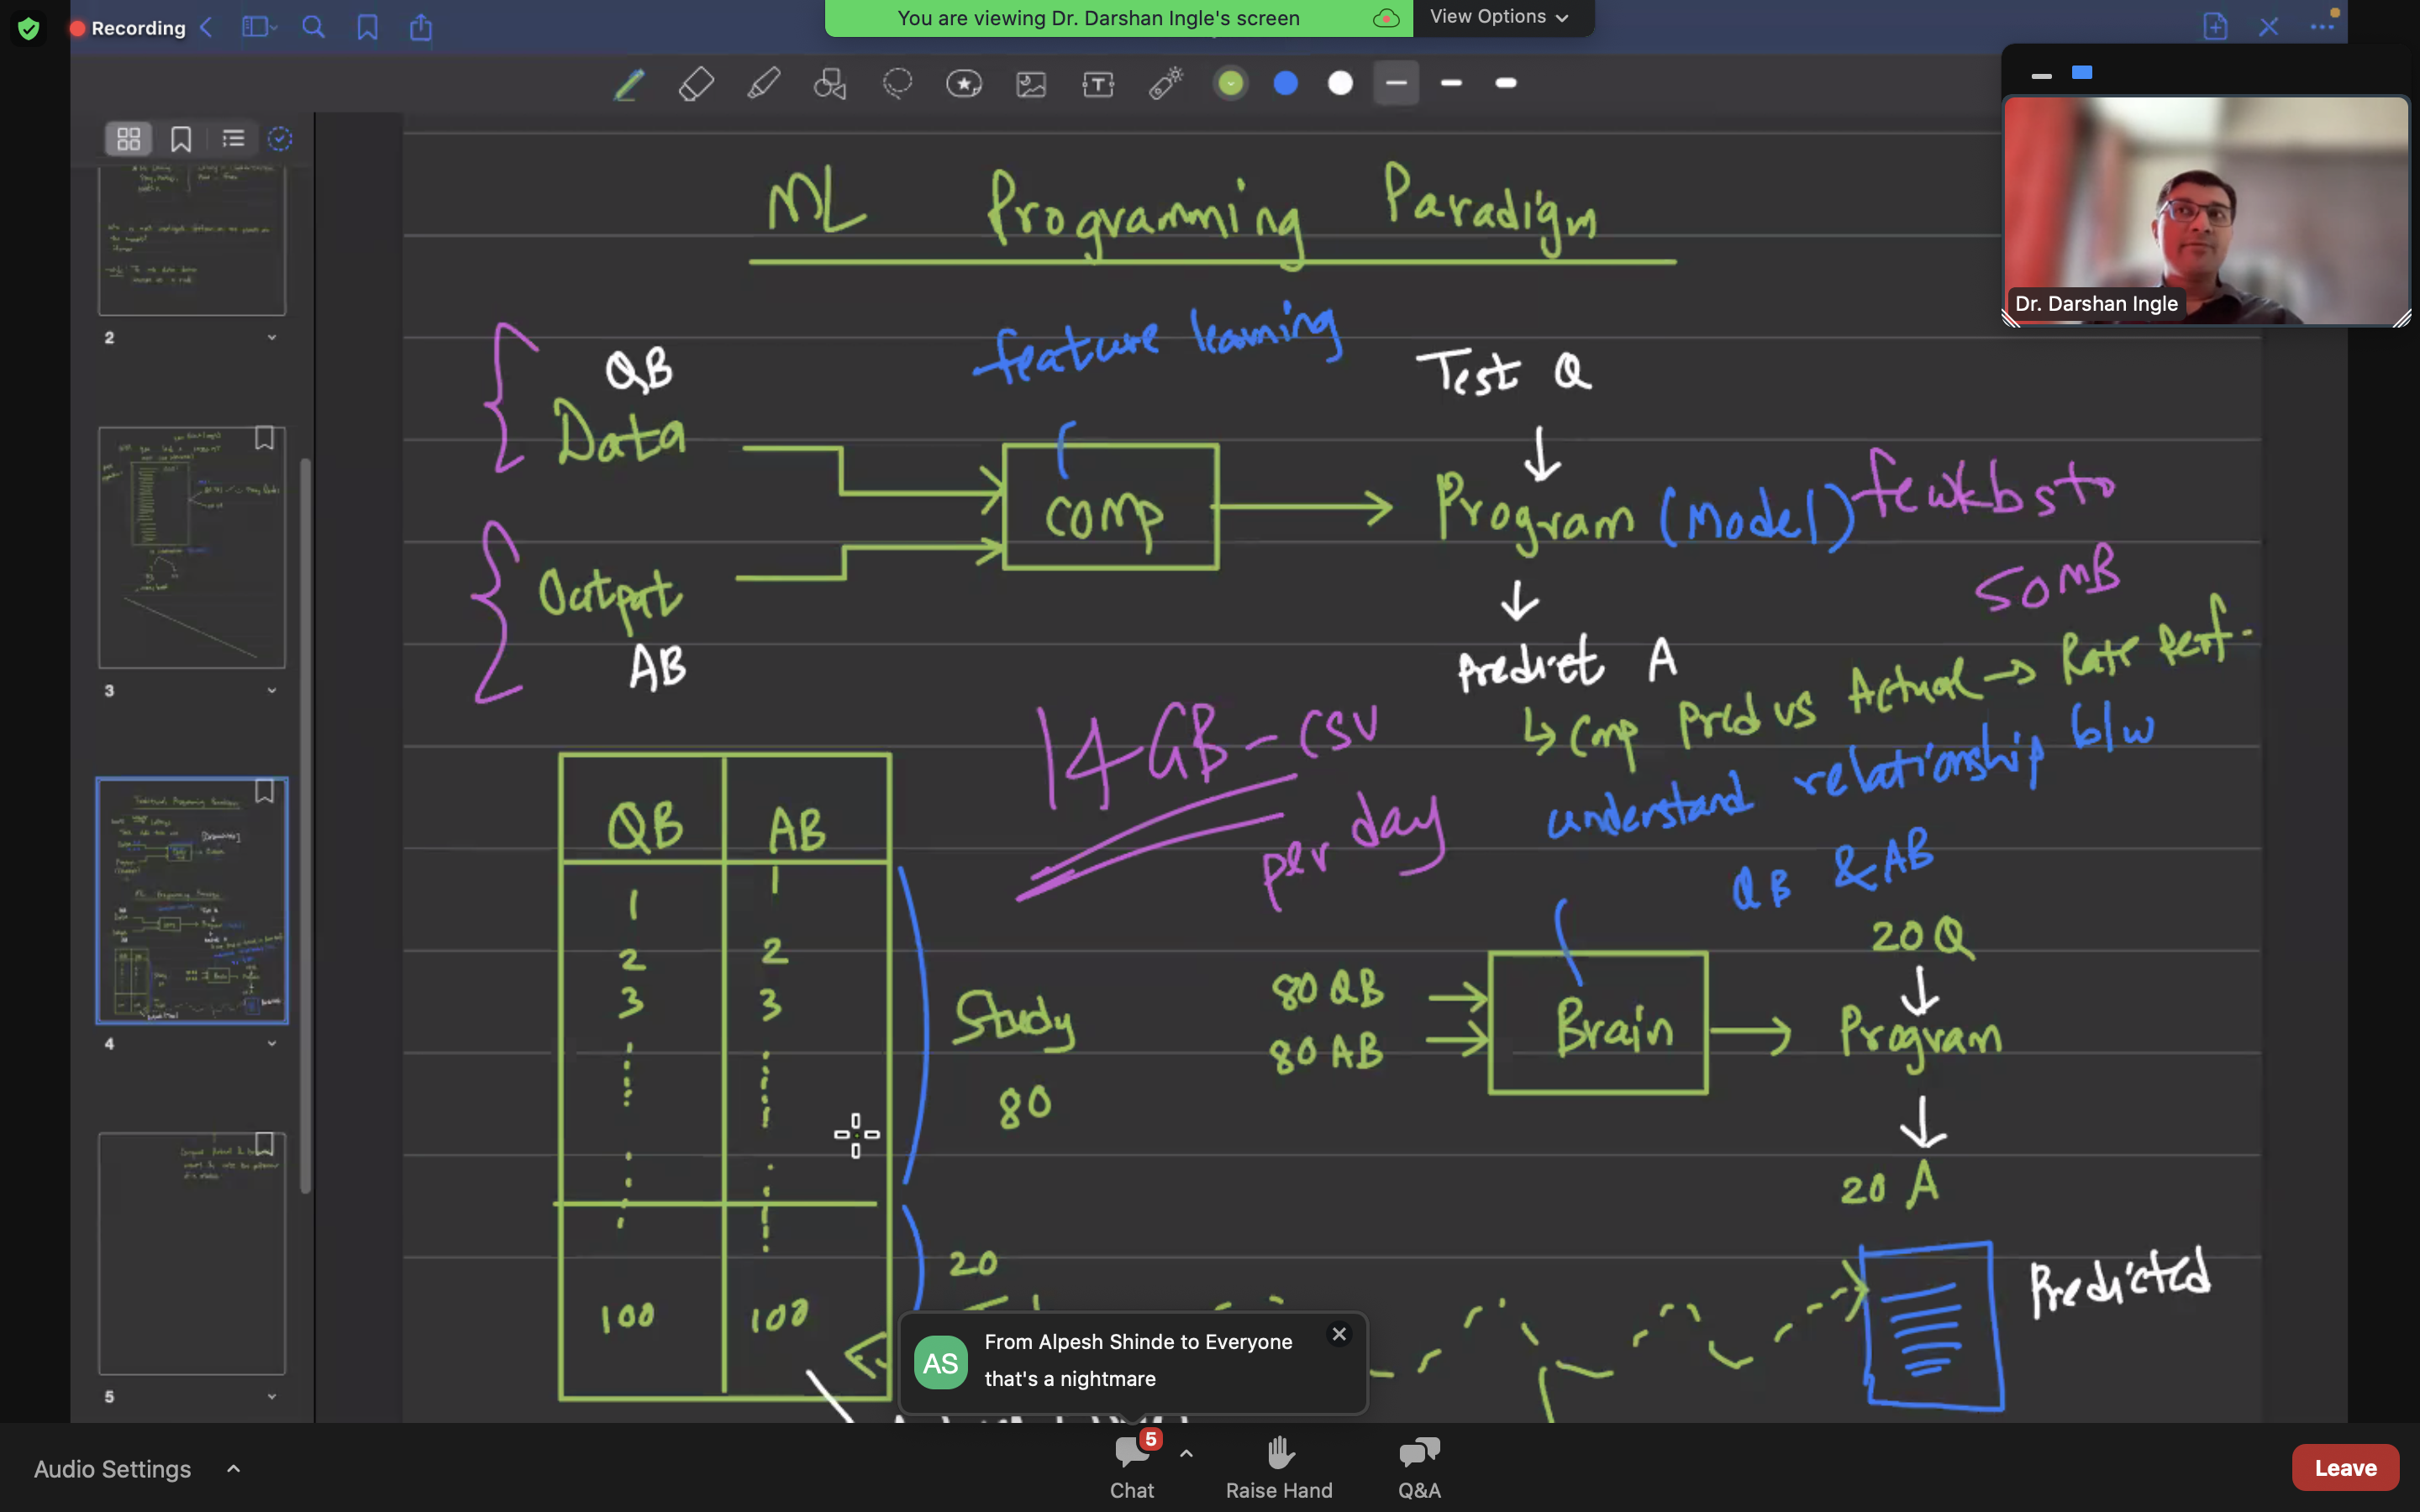 Recording
You are viewing Dr. Darshan Ingle's screen
View Options
Dr. Darshan Ingle
ML Programming Paradigm
feature learning
QB
Data
Output
AB
comp
Test Q
Program (Model) few kbs to
50 MB
Predict A
↳ Cmp Pred vs Actual → Rate Perf.
understand relationship b/w
QB & AB
14 GB - CSV
per day
QB AB
1 1
2 2
3 3
100 100
Study
80
20
80 QB
80 AB
Brain
20 Q
Program
20 A
Predicted
2
3
4
5
AS
From Alpesh Shinde to Everyone
that's a nightmare
Audio Settings
5
Chat
Raise Hand
Q&A
Leave